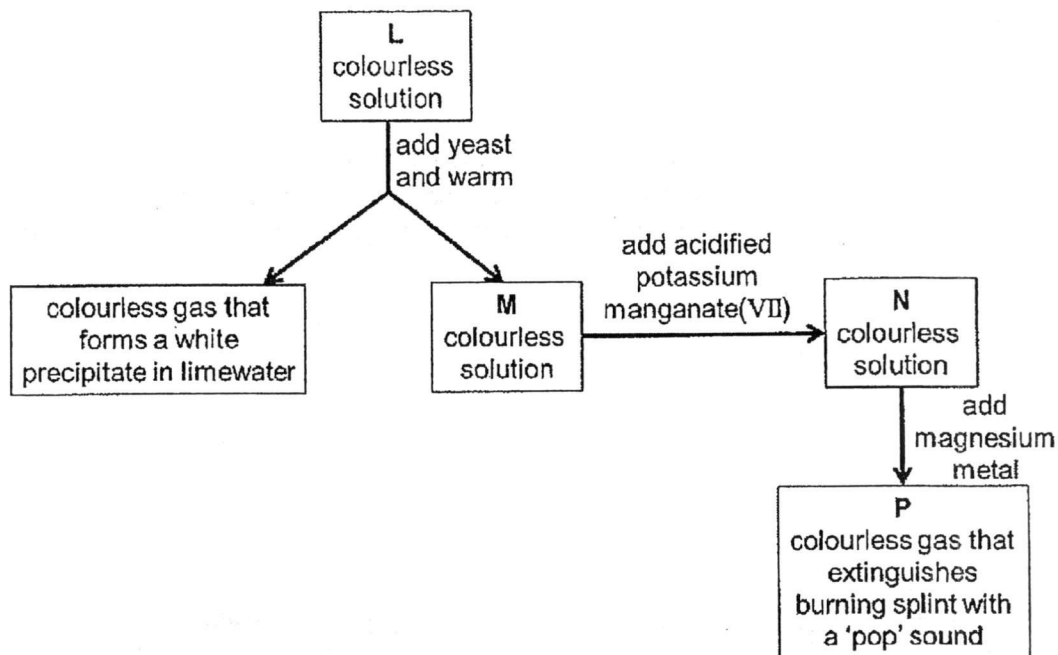 L
colourless
solution
add yeast
and warm
colourless gas that
forms a white
precipitate in limewater
M
colourless
solution
add acidified
potassium
manganate(VII)
N
colourless
solution
add
magnesium
metal
P
colourless gas that
extinguishes
burning splint with
a ‘pop’ sound